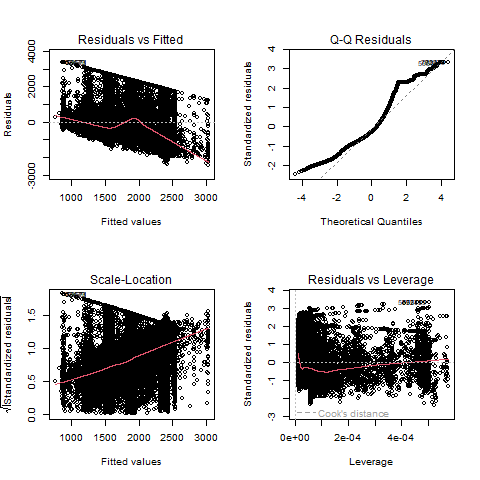 Residuals vs Fitted
Residuals
-3000
0
2000
4000
1000
1500
2000
2500
3000
Fitted values
Q-Q Residuals
Standardized residuals
-2
-1
0
1
2
3
4
-4
-2
0
2
4
Theoretical Quantiles
Scale-Location
√|Standardized residuals|
0.0
0.5
1.0
1.5
1000
1500
2000
2500
3000
Fitted values
Residuals vs Leverage
Standardized residuals
-3
-1
0
1
2
3
4
Cook's distance
0e+00
2e-04
4e-04
Leverage